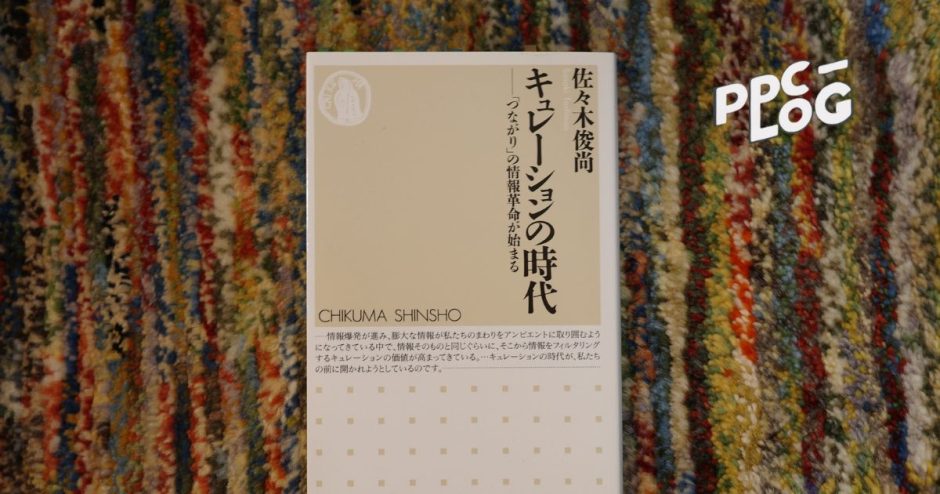 佐々木俊尚
キュレーションの時代
──「つながり」の情報革命が始まる
CHIKUMA SHINSHO
──情報爆発が進み、膨大な情報が私たちのまわりをアンビエントに取り囲むよう
になってきている中で、情報そのものと同じぐらいに、そこから情報をフィルタリング
するキュレーションの価値が高まってきている。…キュレーションの時代が、私たち
の前に開かれようとしているのです。──
PPC-
LOG